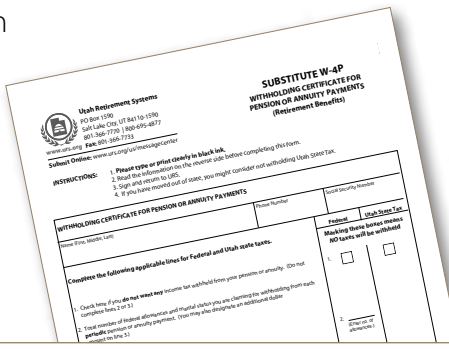 n
Utah Retirement Systems
PO Box 1590
Salt Lake City, UT 84110-1590
801-366-7770 | 800-695-4877
www.urs.org Fax: 801-366-7733
Submit Online: www.urs.org/us/messagecenter
SUBSTITUTE W-4P
WITHHOLDING CERTIFICATE FOR
PENSION OR ANNUITY PAYMENTS
(Retirement Benefits)
INSTRUCTIONS:
1. Please type or print clearly in black ink.
2. Read the information on the reverse side before completing this form.
3. Sign and return to URS.
4. If you have moved out of state, you might consider not withholding Utah State Tax.
WITHHOLDING CERTIFICATE FOR PENSION OR ANNUITY PAYMENTS
Name (First, Middle, Last)
Phone Number
Social Security Number
Complete the following applicable lines for Federal and Utah state taxes.
Federal
Utah State Tax
Marking these boxes means
NO taxes will be withheld
1. Check here if you do not want any income tax withheld from your pension or annuity. (Do not
complete lines 2 or 3.)
1.
2. Total number of Federal allowances and marital status you are claiming for withholding from each
periodic pension or annuity payment. (You may also designate an additional dollar
amount on line 3.)
2.
(Enter no. of
allowances.)